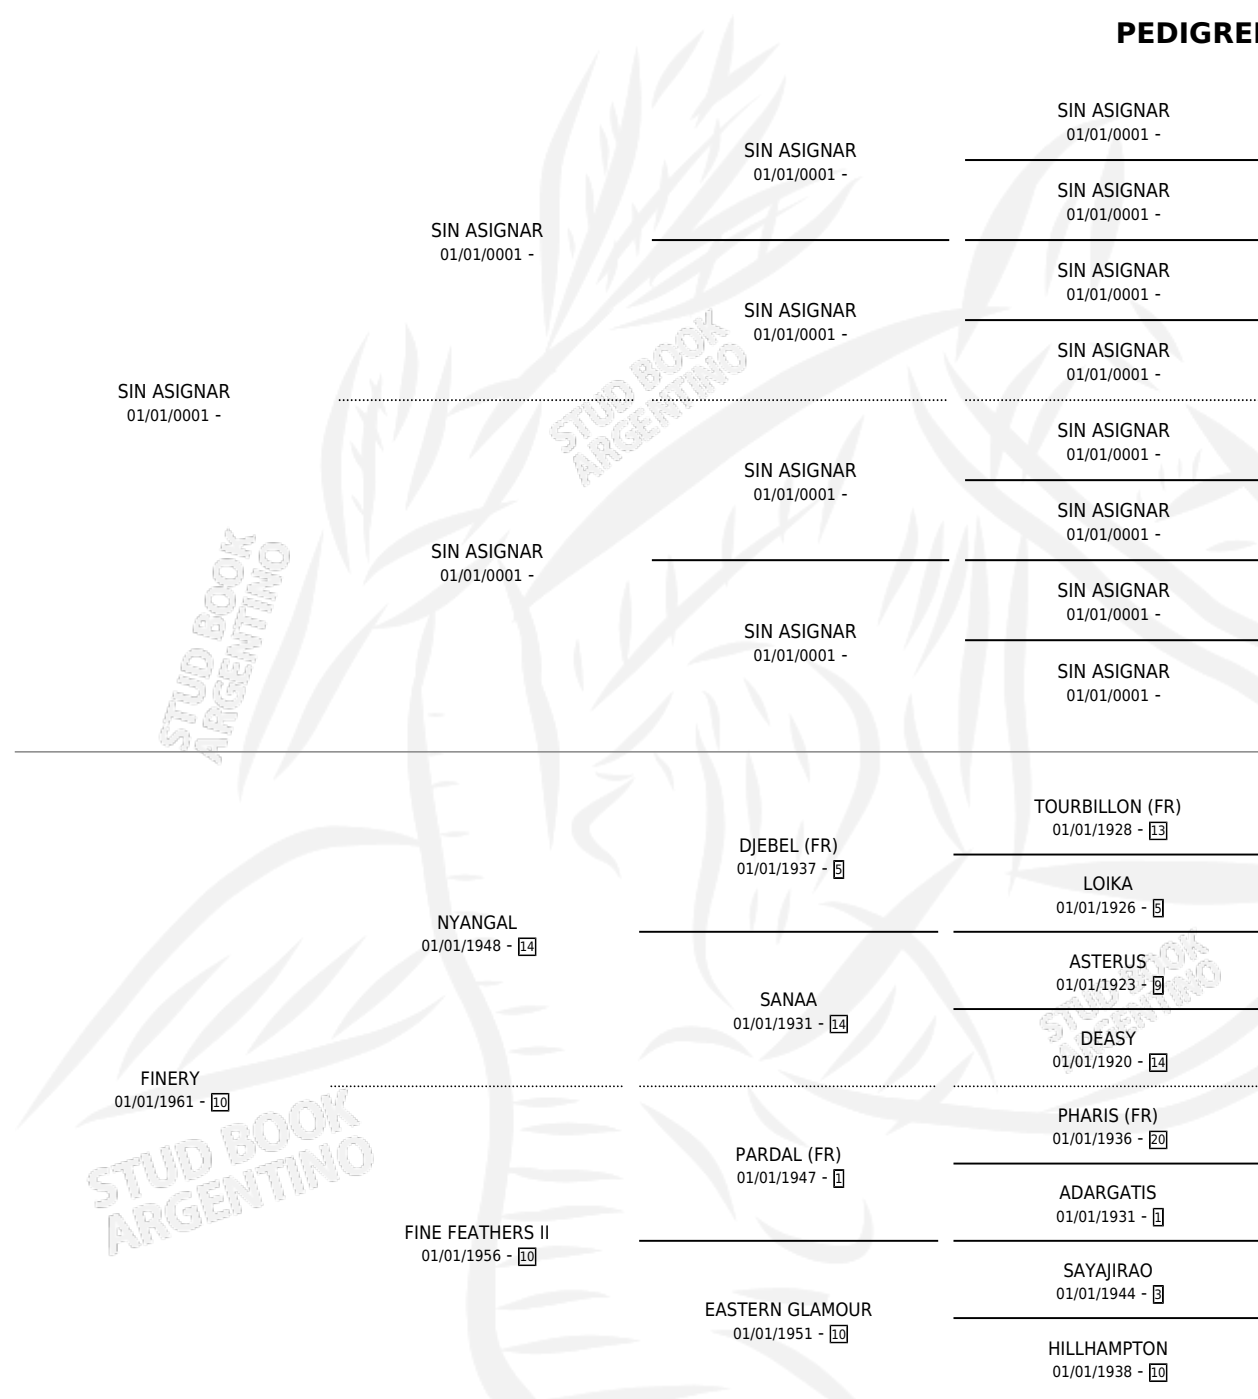 PEDIGREE
SIN ASIGNAR
01/01/0001 -
SIN ASIGNAR
01/01/0001 -
SIN ASIGNAR
01/01/0001 -
SIN ASIGNAR
01/01/0001 -
SIN ASIGNAR
01/01/0001 -
SIN ASIGNAR
01/01/0001 -
SIN ASIGNAR
01/01/0001 -
SIN ASIGNAR
01/01/0001 -
SIN ASIGNAR
01/01/0001 -
SIN ASIGNAR
01/01/0001 -
SIN ASIGNAR
01/01/0001 -
SIN ASIGNAR
01/01/0001 -
SIN ASIGNAR
01/01/0001 -
SIN ASIGNAR
01/01/0001 -
SIN ASIGNAR
01/01/0001 -
STUD BOOK
ARGENTINO
STUD BOOK
ARGENTINO
FINERY
01/01/1961 - 10
NYANGAL
01/01/1948 - 14
FINE FEATHERS II
01/01/1956 - 10
DJEBEL (FR)
01/01/1937 - 5
SANAA
01/01/1931 - 14
PARDAL (FR)
01/01/1947 - 1
EASTERN GLAMOUR
01/01/1951 - 10
TOURBILLON (FR)
01/01/1928 - 13
LOIKA
01/01/1926 - 5
ASTERUS
01/01/1923 - 9
DEASY
01/01/1920 - 14
PHARIS (FR)
01/01/1936 - 20
ADARGATIS
01/01/1931 - 1
SAYAJIRAO
01/01/1944 - 3
HILLHAMPTON
01/01/1938 - 10
STUD BOOK
ARGENTINO
STUD BOOK
ARGENTINO